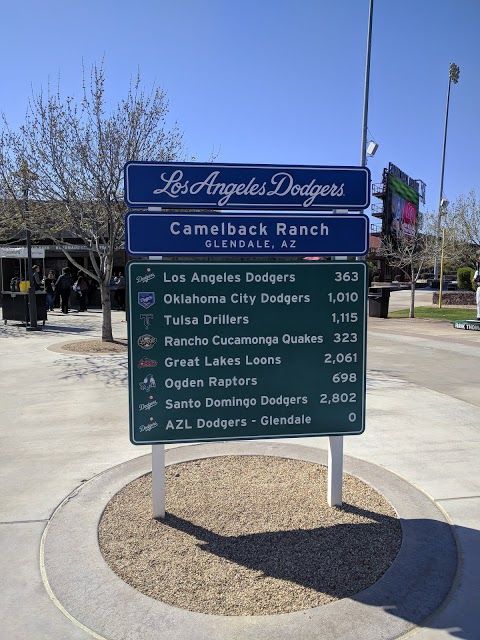 Los Angeles Dodgers
Camelback Ranch
GLENDALE, AZ
Los Angeles Dodgers 363
Oklahoma City Dodgers 1,010
Tulsa Drillers 1,115
Rancho Cucamonga Quakes 323
Great Lakes Loons 2,061
Ogden Raptors 698
Santo Domingo Dodgers 2,802
AZL Dodgers - Glendale 0